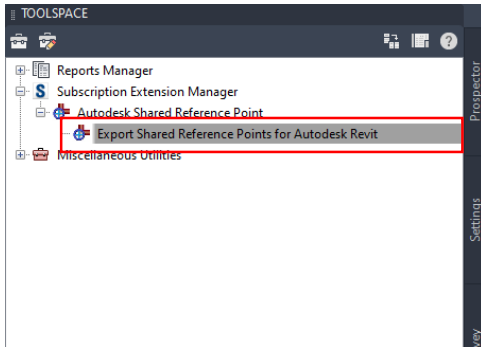 TOOLSPACE
Reports Manager
S Subscription Extension Manager
Autodesk Shared Reference Point
Export Shared Reference Points for Autodesk Revit
Miscellaneous Utilities
Prospector
Settings